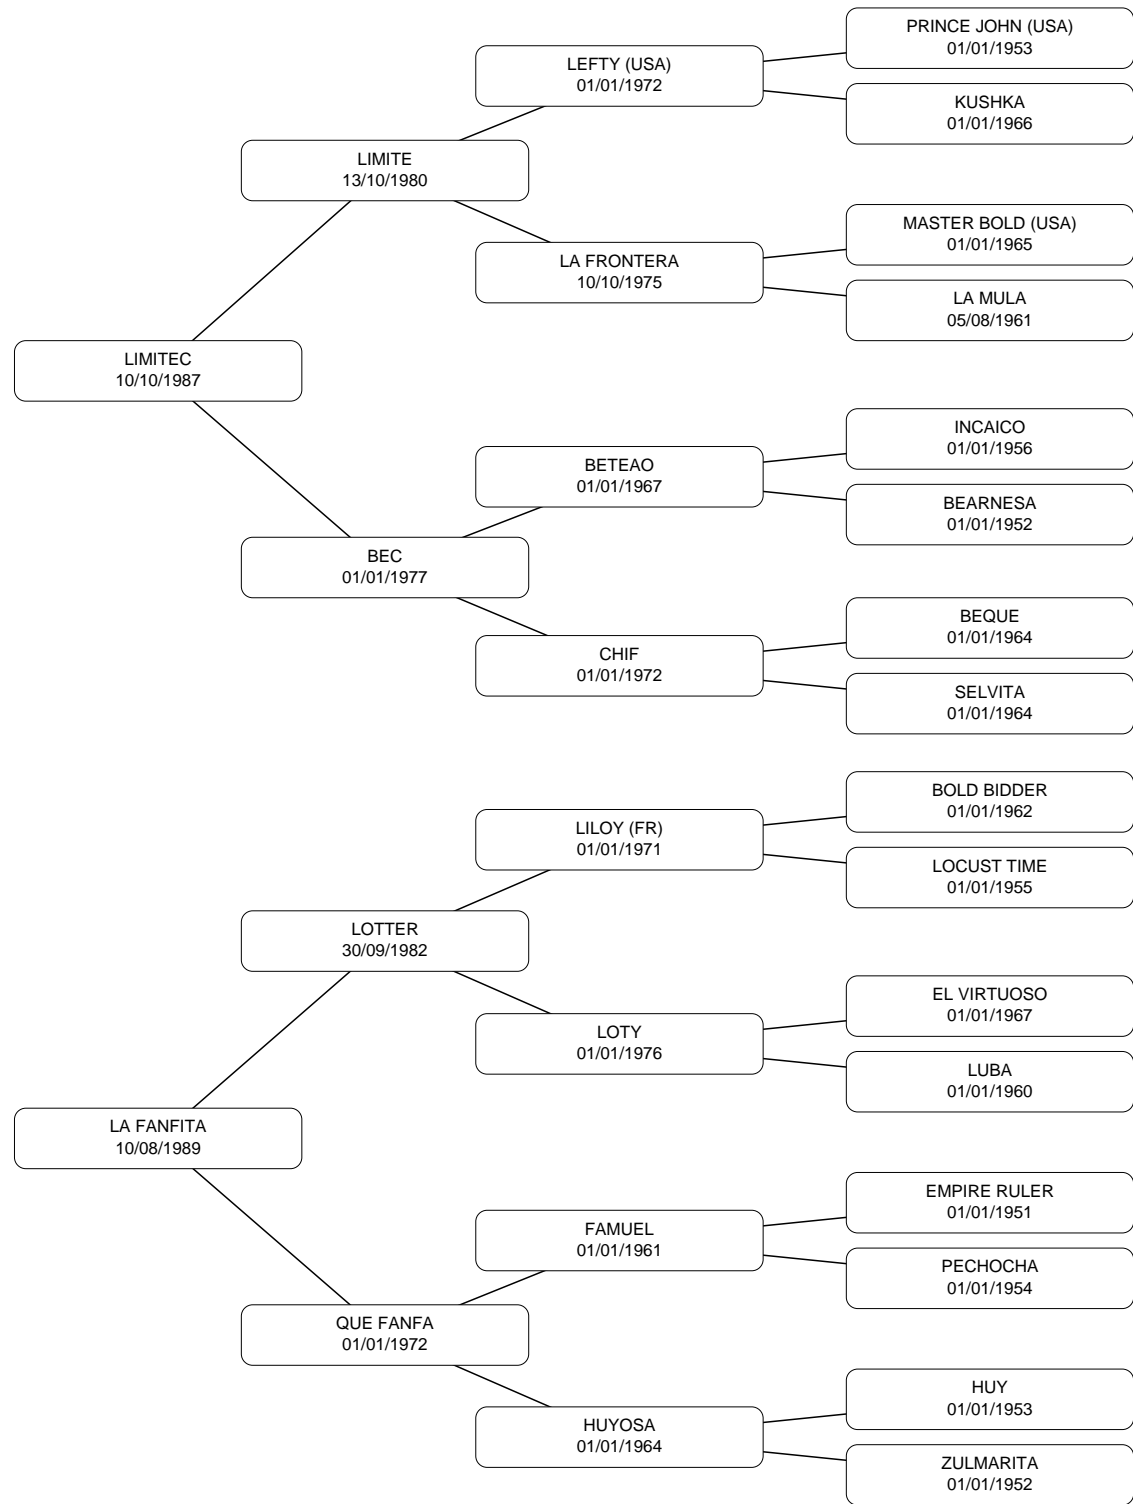 PRINCE JOHN (USA)
01/01/1953
LEFTY (USA)
01/01/1972
KUSHKA
01/01/1966
LIMITE
13/10/1980
MASTER BOLD (USA)
01/01/1965
LA FRONTERA
10/10/1975
LA MULA
05/08/1961
LIMITEC
10/10/1987
INCAICO
01/01/1956
BETEAO
01/01/1967
BEARNESA
01/01/1952
BEC
01/01/1977
BEQUE
01/01/1964
CHIF
01/01/1972
SELVITA
01/01/1964
BOLD BIDDER
01/01/1962
LILOY (FR)
01/01/1971
LOCUST TIME
01/01/1955
LOTTER
30/09/1982
EL VIRTUOSO
01/01/1967
LOTY
01/01/1976
LUBA
01/01/1960
LA FANFITA
10/08/1989
EMPIRE RULER
01/01/1951
FAMUEL
01/01/1961
PECHOCHA
01/01/1954
QUE FANFA
01/01/1972
HUY
01/01/1953
HUYOSA
01/01/1964
ZULMARITA
01/01/1952